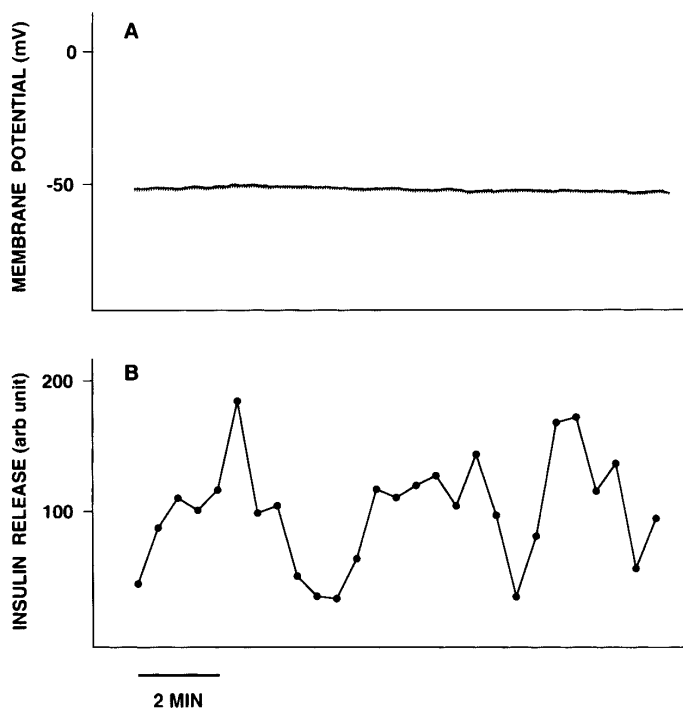 A
MEMBRANE POTENTIAL (mV)
0
-50
B
INSULIN RELEASE (arb unit)
200
100
2 MIN